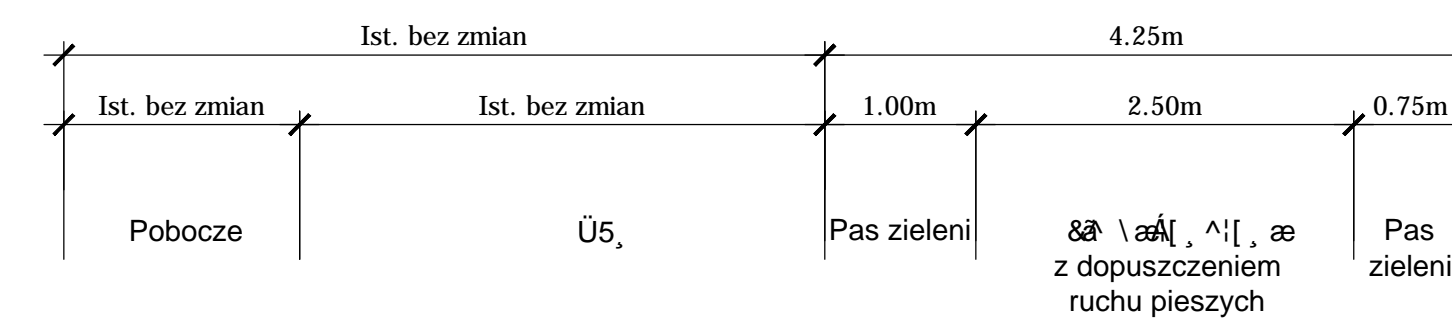 Ist. bez zmian 4.25m
Ist. bez zmian Ist. bez zmian 1.00m 2.50m 0.75m
Pobocze Pas zieleni Pas
z dopuszczeniem zieleni
ruchu pieszych